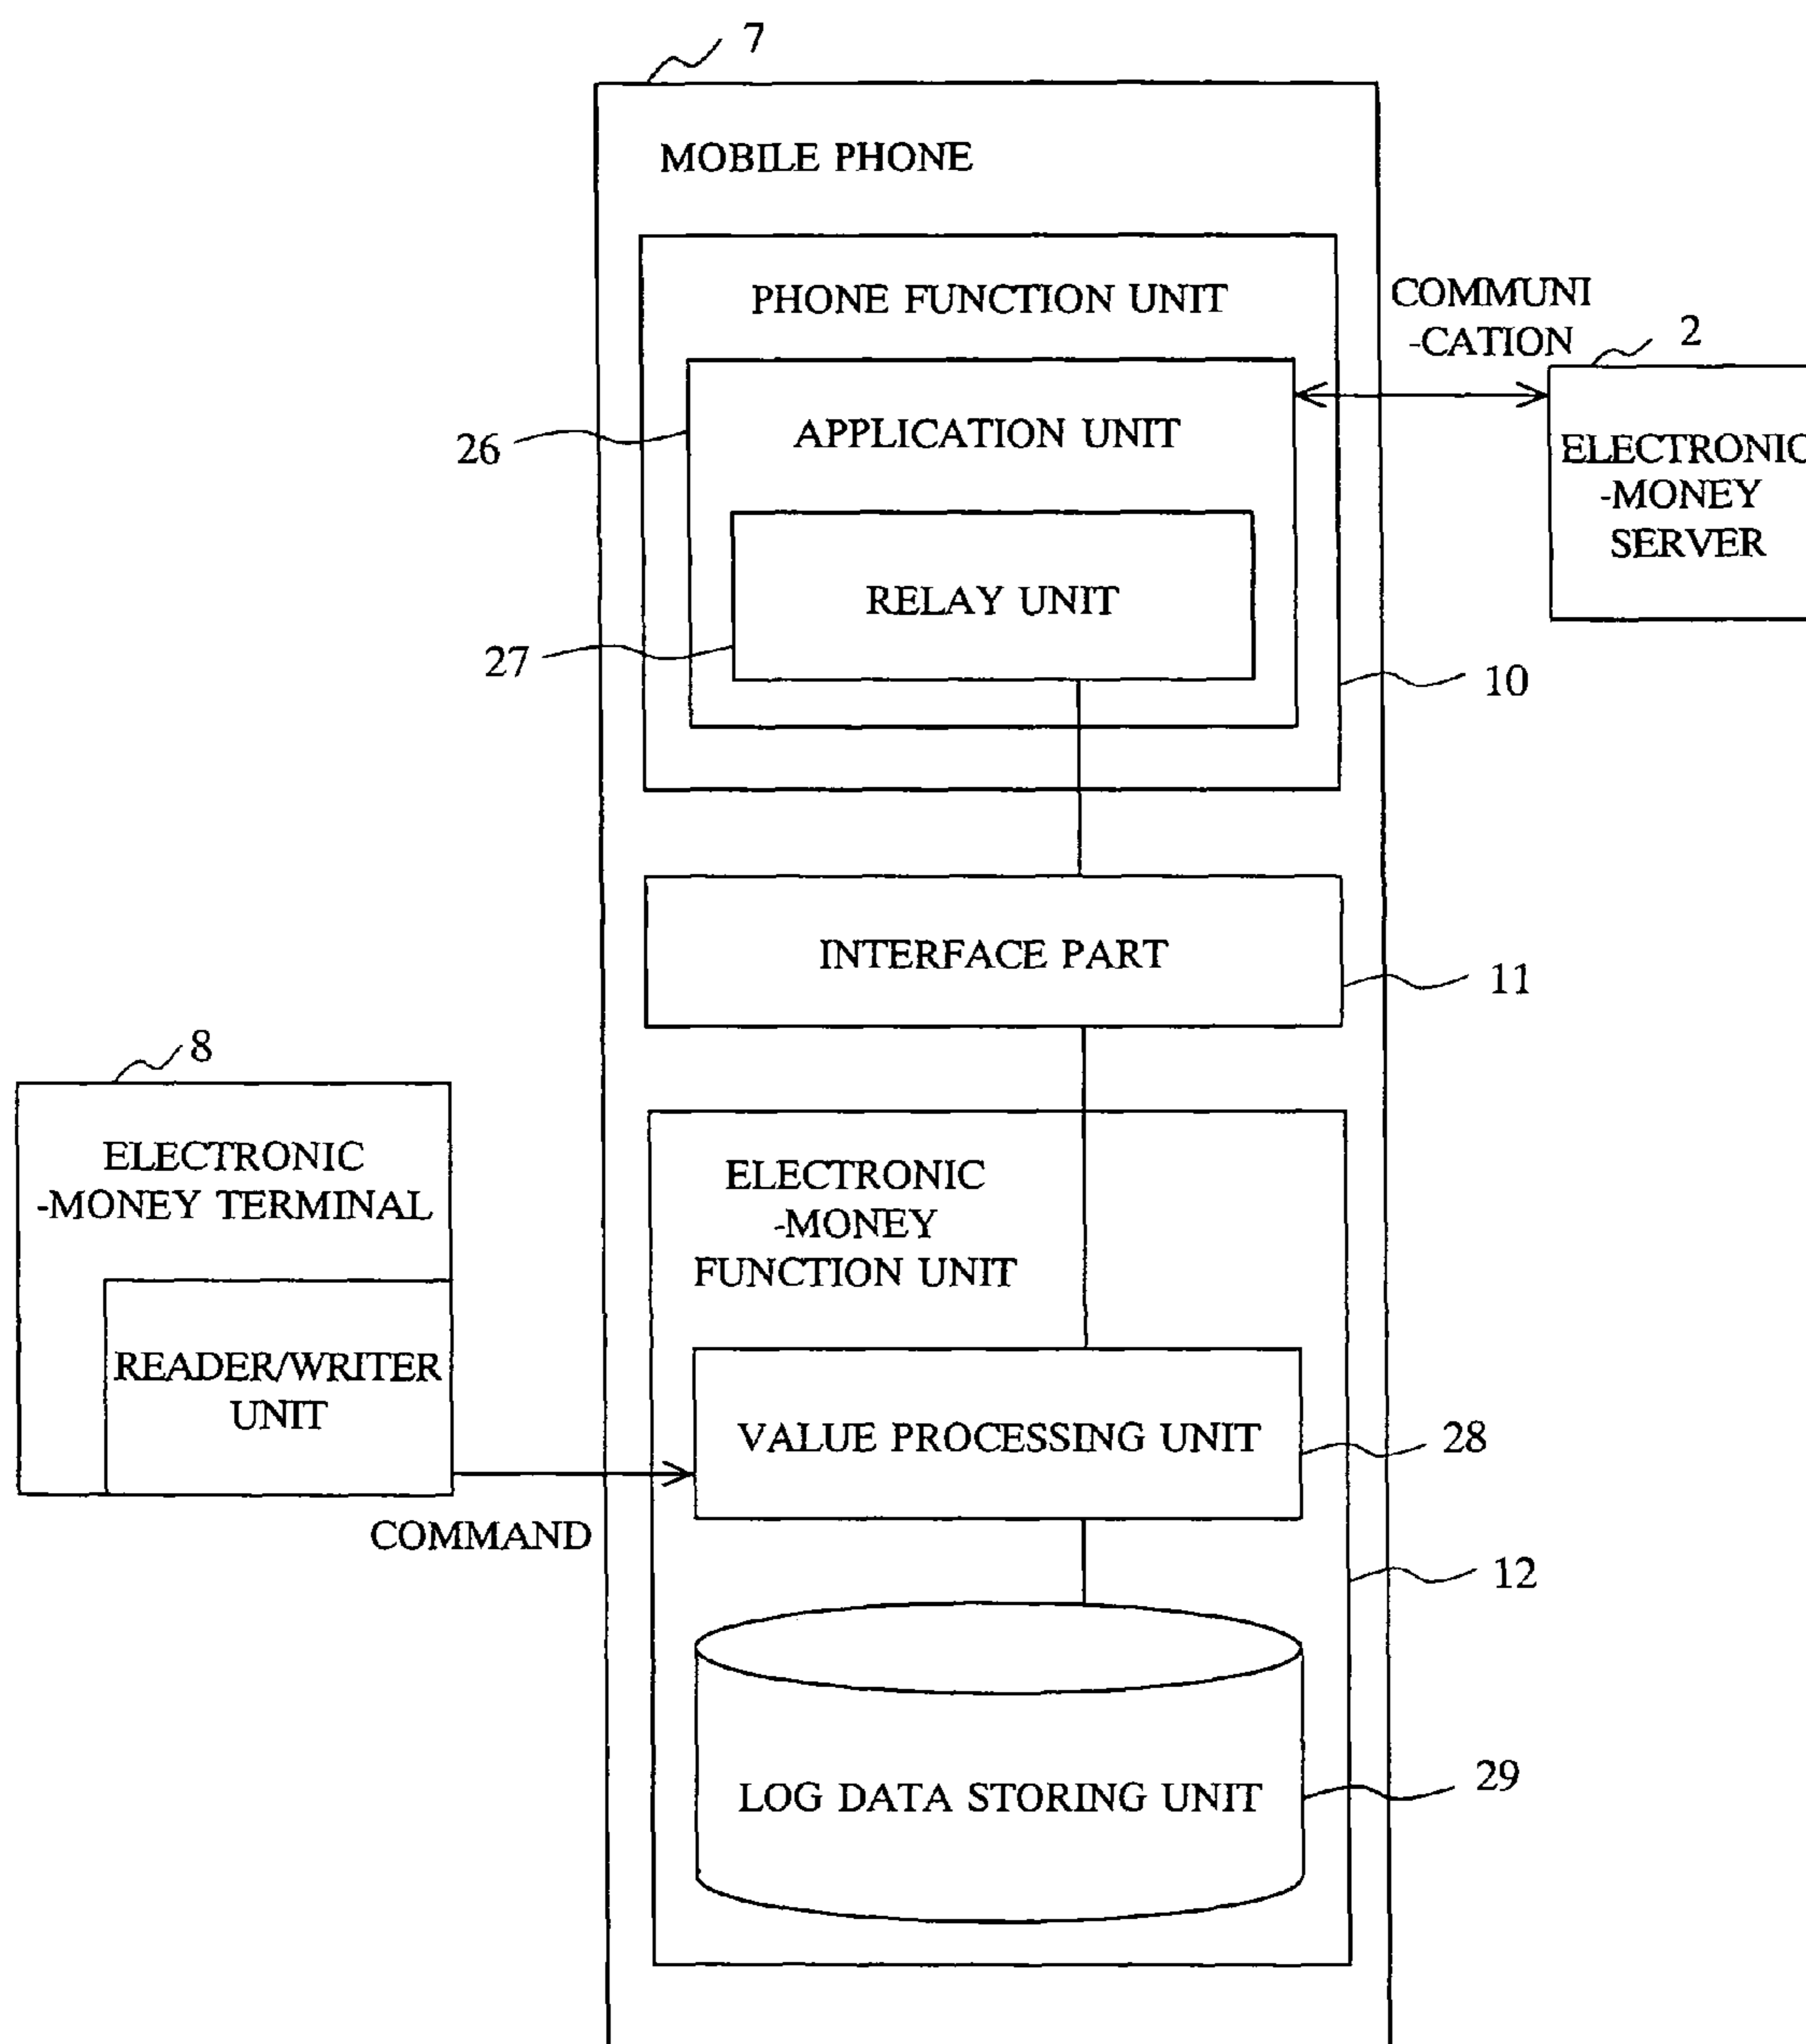 7
MOBILE PHONE
PHONE FUNCTION UNIT
COMMUNI
-CATION
2
APPLICATION UNIT
26
ELECTRONIC
-MONEY
SERVER
RELAY UNIT
27
10
INTERFACE PART
11
8
ELECTRONIC
-MONEY TERMINAL
ELECTRONIC
-MONEY
FUNCTION UNIT
READER/WRITER
UNIT
VALUE PROCESSING UNIT
28
COMMAND
12
LOG DATA STORING UNIT
29